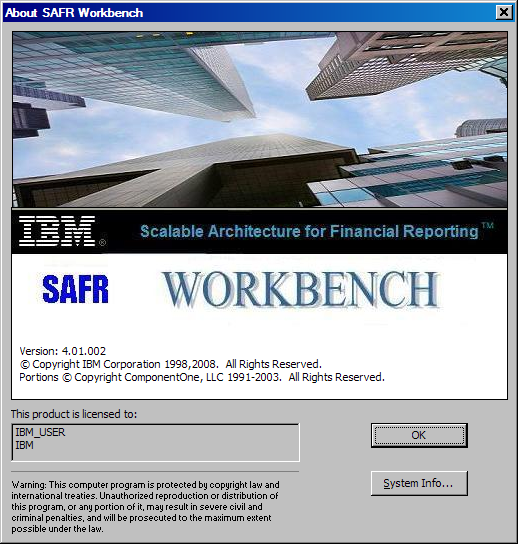 About SAFR Workbench
IBM®
Scalable Architecture for Financial Reporting™
SAFR
WORKBENCH
Version: 4.01.002
© Copyright IBM Corporation 1998,2008. All Rights Reserved.
Portions © Copyright ComponentOne, LLC 1991-2003. All Rights Reserved.
This product is licensed to:
IBM_USER
IBM
OK
System Info...
Warning: This computer program is protected by copyright law and
international treaties. Unauthorized reproduction or distribution of
this program, or any portion of it, may result in severe civil and
criminal penalties, and will be prosecuted to the maximum extent
possible under the law.